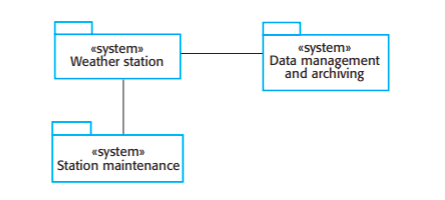 «system»
Weather station
«system»
Data management
and archiving
«system»
Station maintenance